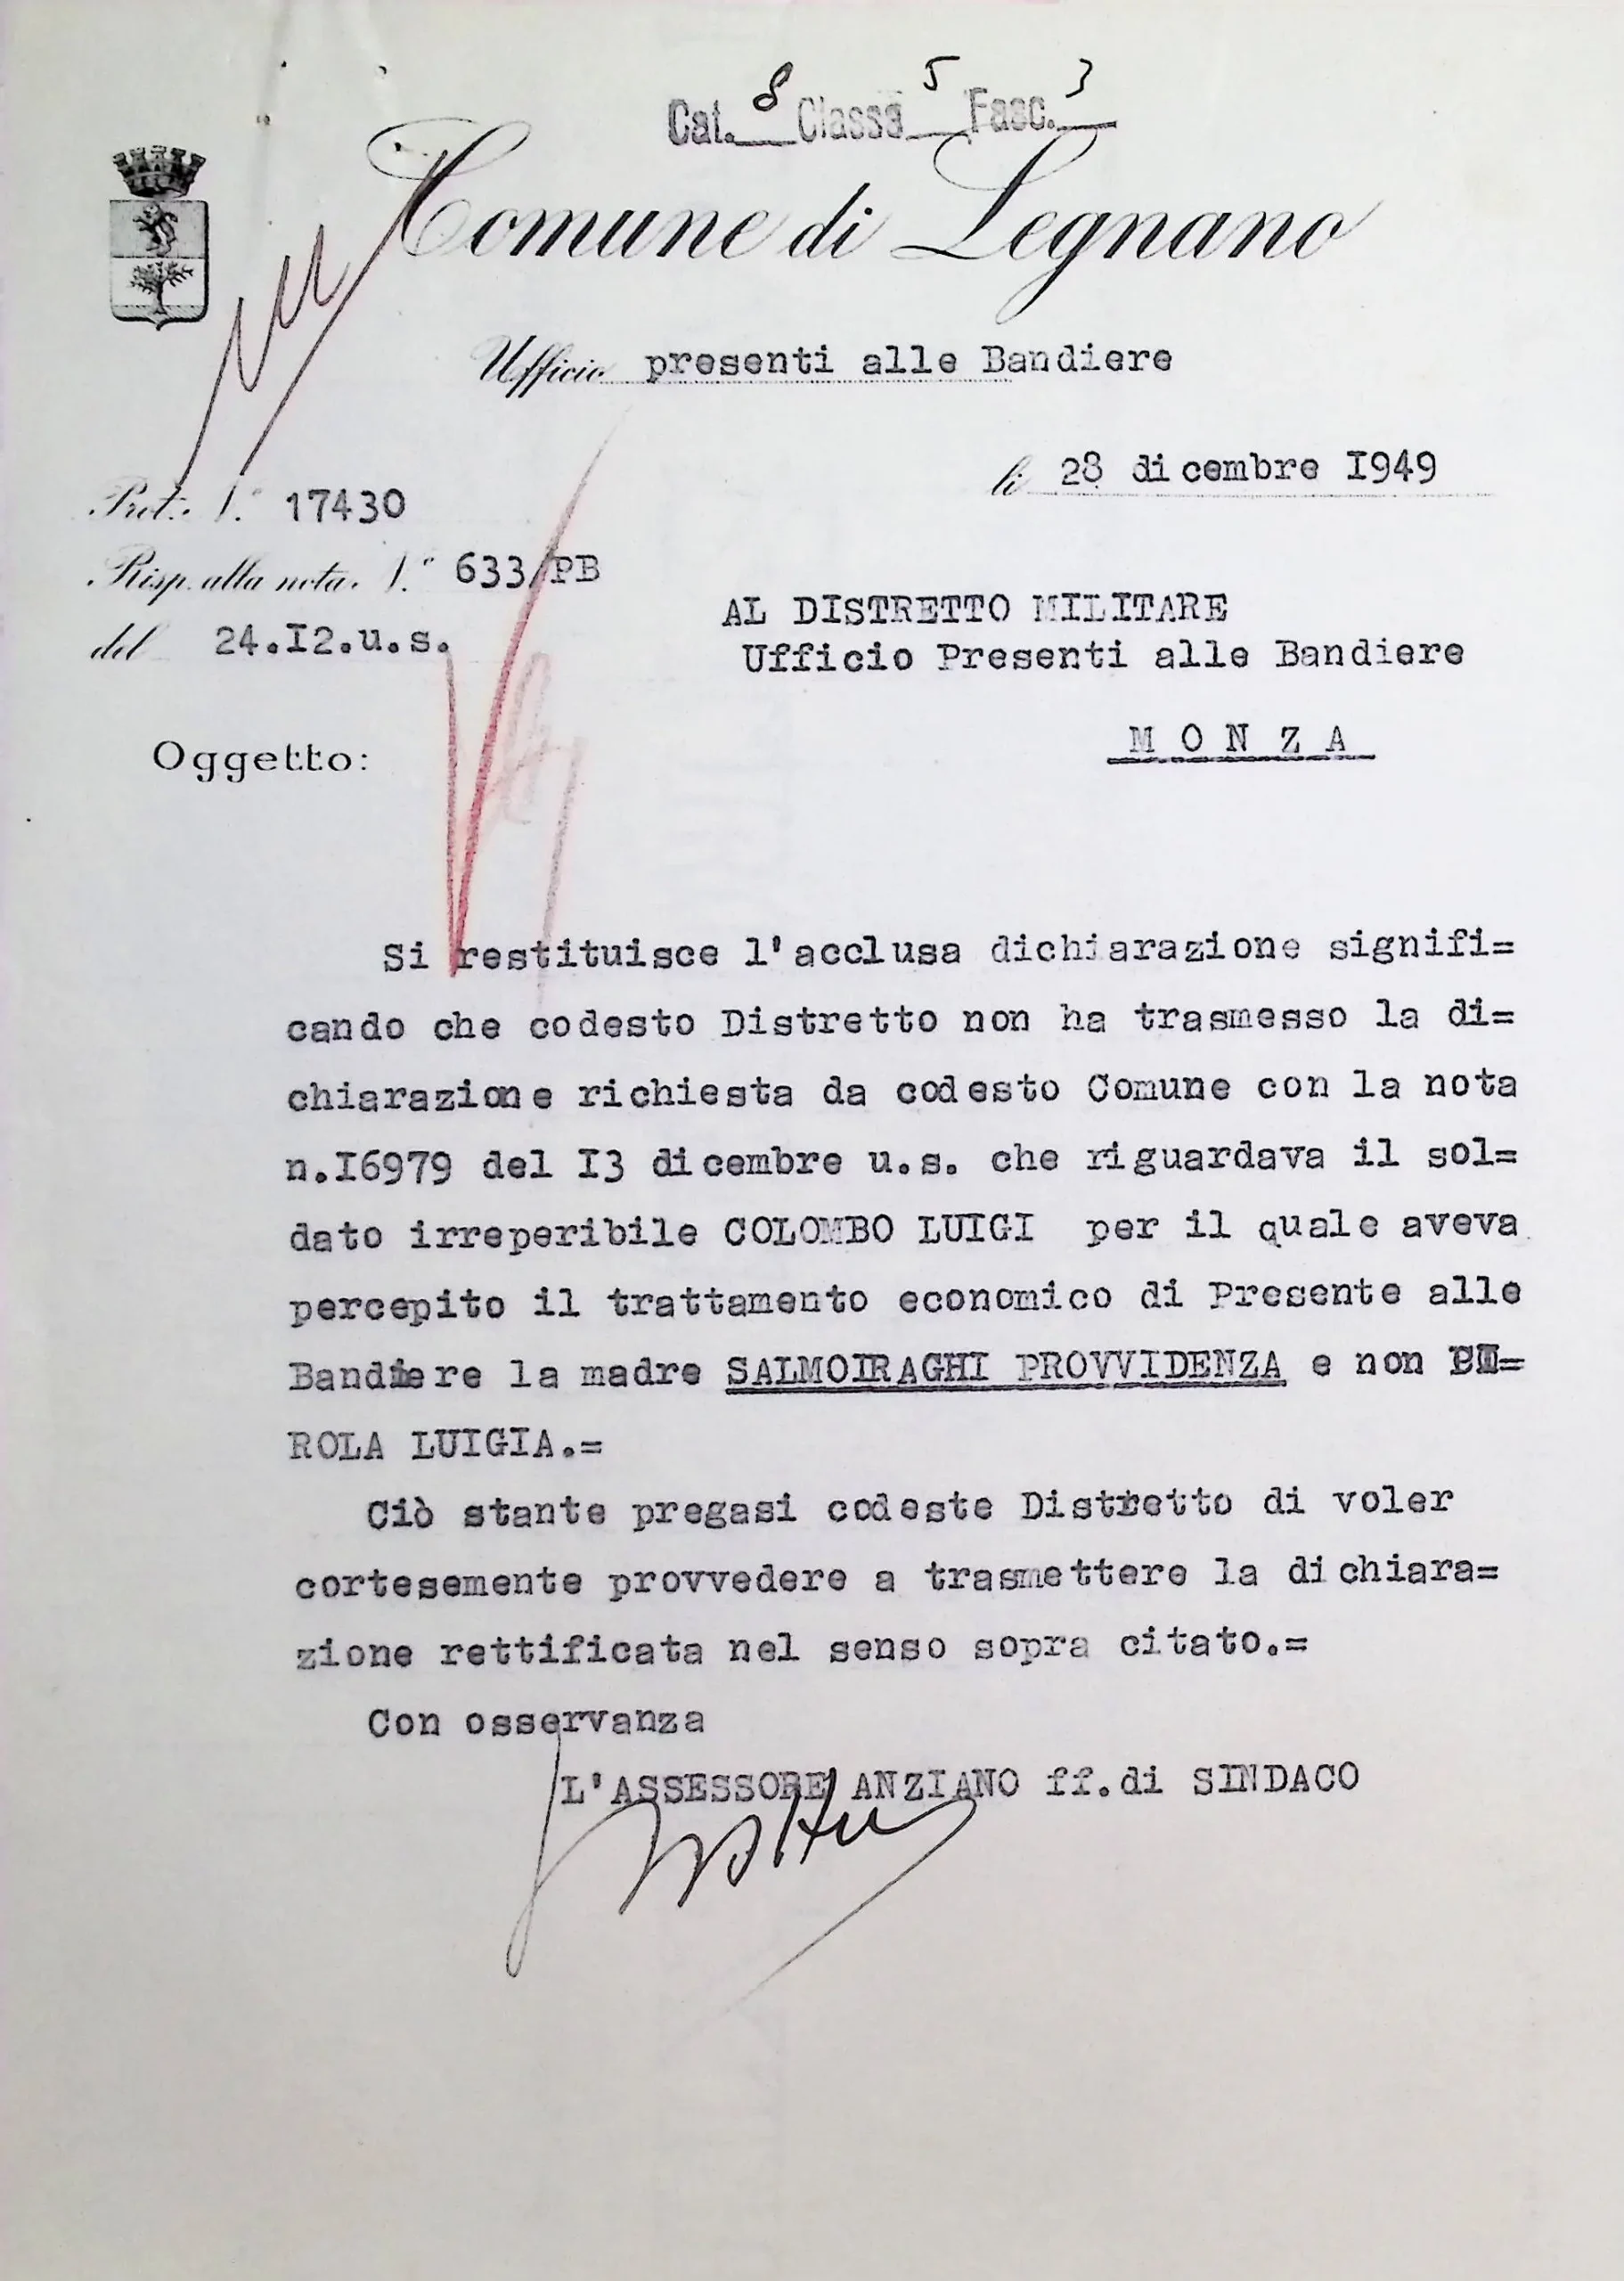 Cat. 8 Classe 5 Fasc. 3
Comune di Legnano
Ufficio presenti alle Bandiere
li 28 dicembre I949
Prot. N.° 17430
Risp. alla nota N.° 633/PB
del 24.I2.u.s.
AL DISTRETTO MILITARE
Ufficio Presenti alle Bandiere
MONZA
Oggetto:
Si restituisce l'acclusa dichiarazione signifi=
cando che codesto Distretto non ha trasmesso la di=
chiarazione richiesta da codesto Comune con la nota
n.I6979 del I3 dicembre u.s. che riguardava il sol=
dato irreperibile COLOMBO LUIGI per il quale aveva
percepito il trattamento economico di Presente alle
Bandiere la madre SALMOIRAGHI PROVVIDENZA e non
ROLA LUIGIA.=
Ciò stante pregasi codeste Distretto di voler
cortesemente provvedere a trasmettere la dichiara=
zione rettificata nel senso sopra citato.=
Con osservanza
L'ASSESSORE ANZIANO ff.di SINDACO